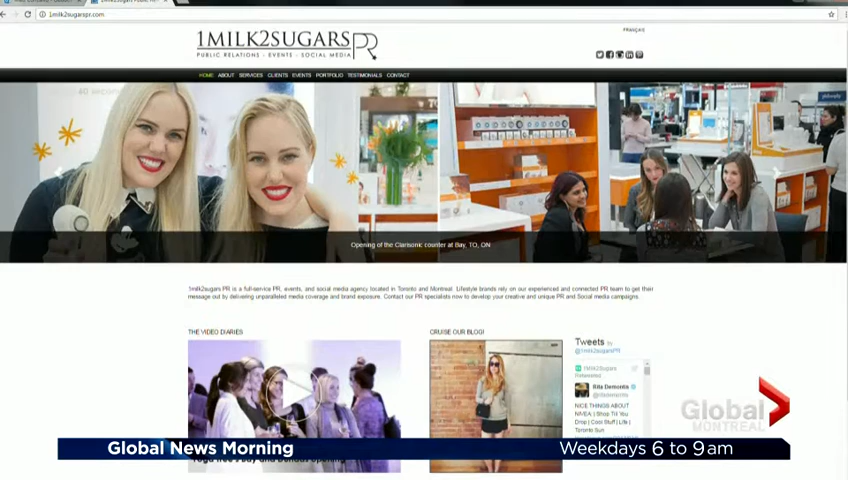 1milk2sugarspr.com
FRANÇAIS
1MILK2SUGARSPR
PUBLIC RELATIONS - EVENTS - SOCIAL MEDIA
HOME ABOUT SERVICES CLIENTS EVENTS PORTFOLIO TESTIMONIALS CONTACT
Opening of the Clarisonic counter at Bay, TO, ON
1milk2sugars PR is a full-service PR, events, and social media agency located in Toronto and Montreal. Lifestyle brands rely on our experienced and connected PR team to get their
message out by delivering unparalleled media coverage and brand exposure. Contact our PR specialists now to develop your creative and unique PR and Social media campaigns.
THE VIDEO DIARIES
CRUISE OUR BLOG!
Tweets by
@1milk2sugarsPR
1Milk2Sugars
Retweeted
Rita Demontis
@ritademontis
NICE THINGS ABOUT
NIVEA | Shop Till You
Drop | Cool Stuff | Life |
Toronto Sun
Global
MONTREAL
Global News Morning
Weekdays 6 to 9am